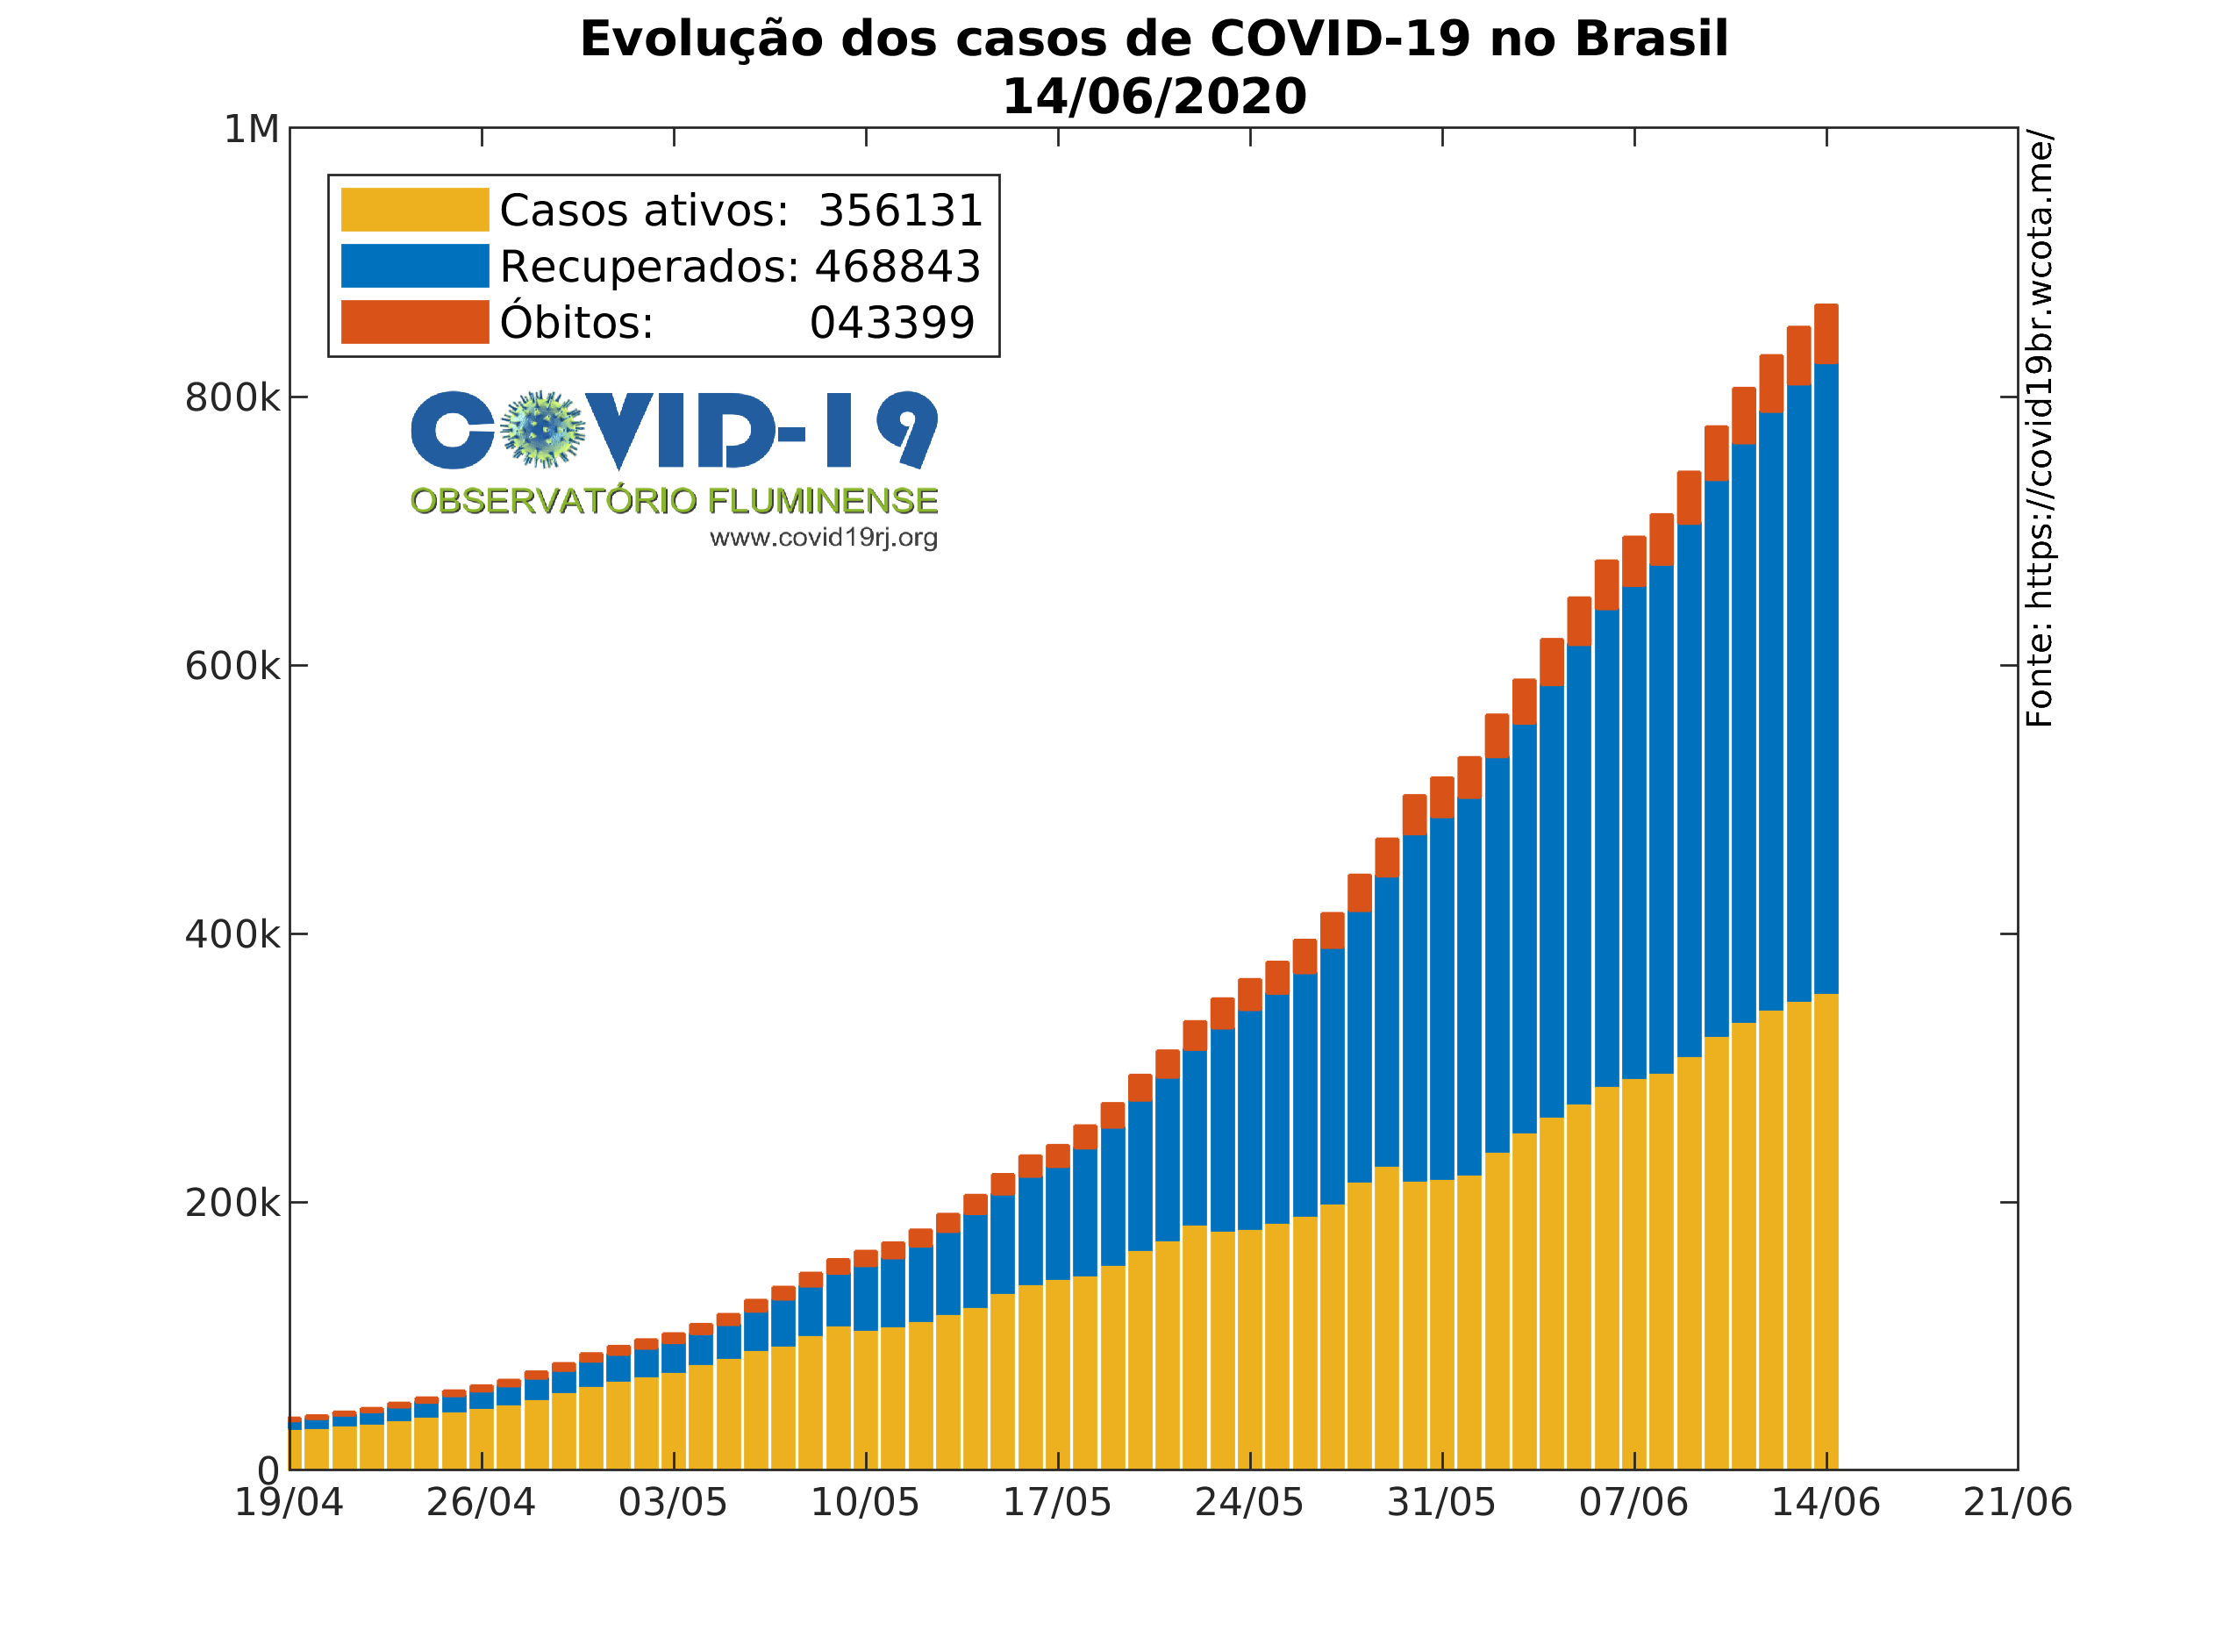 Evolução dos casos de COVID-19 no Brasil
14/06/2020
1M
800k
600k
400k
200k
0
Casos ativos: 356131
Recuperados: 468843
Óbitos: 043399
COVID-19
OBSERVATÓRIO FLUMINENSE
www.covid19rj.org
Fonte: https://covid19br.wcota.me/
19/04 26/04 03/05 10/05 17/05 24/05 31/05 07/06 14/06 21/06